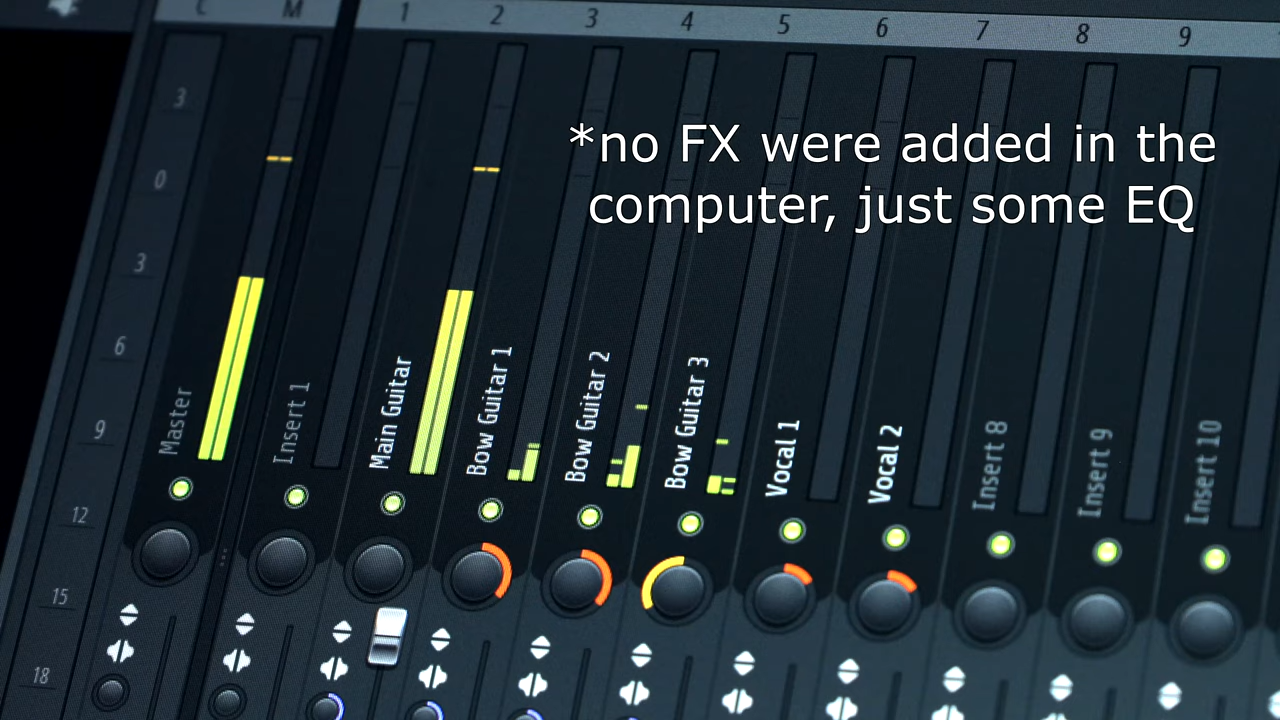 C M 1 2 3 4 5 6 7 8 9
*no FX were added in the
computer, just some EQ
3
0
3
6
9
12
15
18
Master
Insert 1
Main Guitar
Bow Guitar 1
Bow Guitar 2
Bow Guitar 3
Vocal 1
Vocal 2
Insert 8
Insert 9
Insert 10